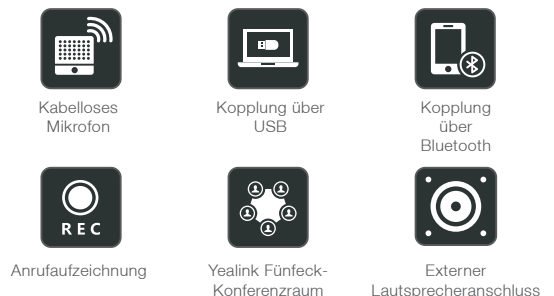 Kabelloses
Mikrofon
Kopplung über
USB
Kopplung
über
Bluetooth
REC
Anrufaufzeichnung
Yealink Fünfeck-
Konferenzraum
Externer
Lautsprecheranschluss